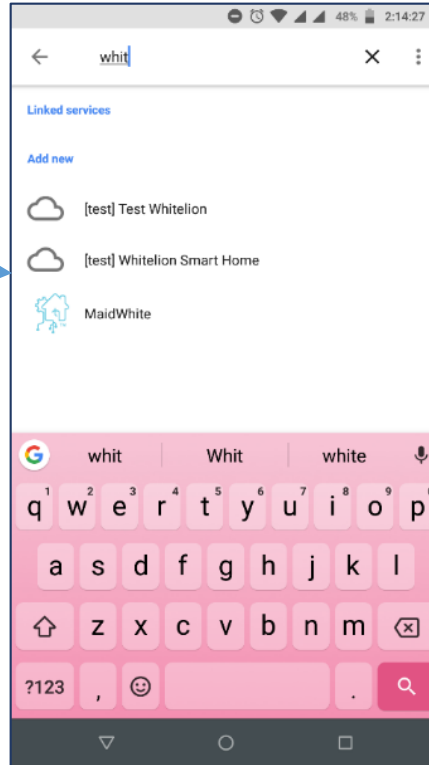 48% 2:14:27
whit
Linked services
Add new
[test] Test Whitelion
[test] Whitelion Smart Home
MaidWhite
G whit Whit white
1 2 3 4 5 6 7 8 9
q w e r t y u i o p
a s d f g h j k l
z x c v b n m
?123 , .